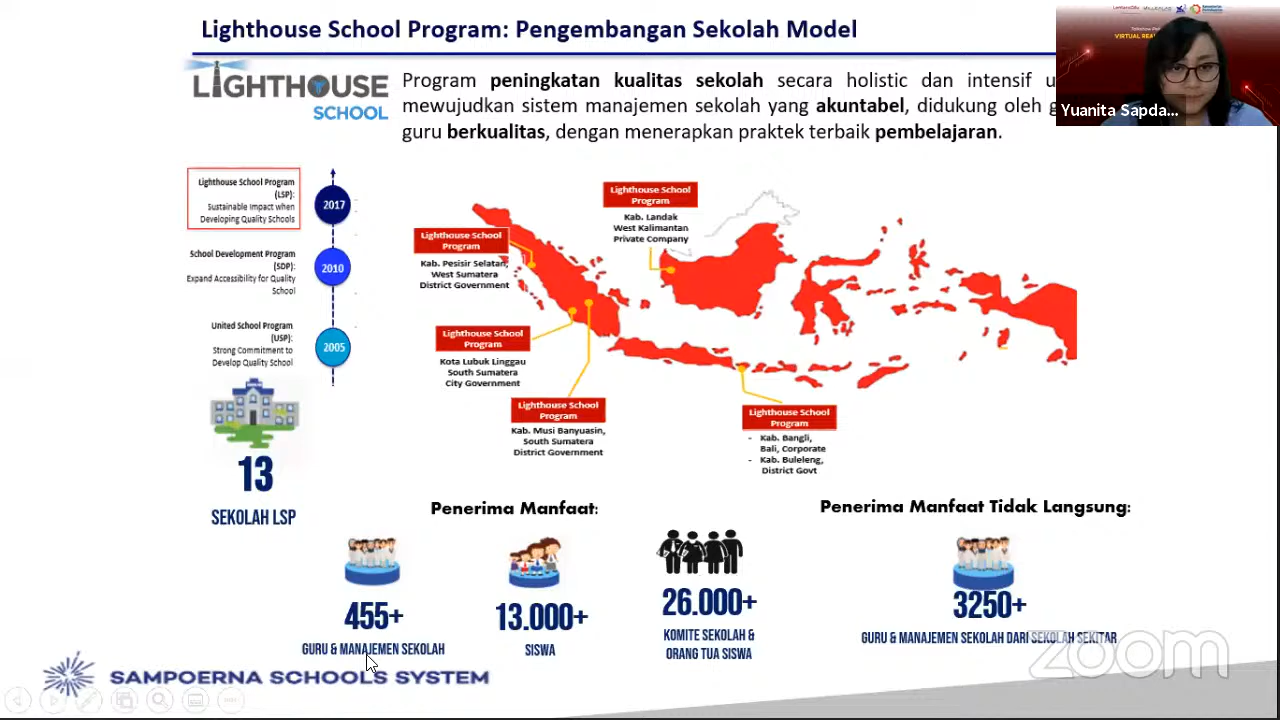 Lighthouse School Program: Pengembangan Sekolah Model
LIGHTHOUSE
SCHOOL
Program peningkatan kualitas sekolah secara holistic dan intensif u
mewujudkan sistem manajemen sekolah yang akuntabel, didukung oleh g
guru berkualitas, dengan menerapkan praktek terbaik pembelajaran.
VIRTUAL REA
Yuanita Sapda...
Lighthouse School Program
(LSP):
Sustainable Impact when
Developing Quality Schools
2017
School Development Program
(SDP):
Expand Accessibility for Quality
School
2010
United School Program
(USP):
Strong Commitment to
Develop Quality School
2005
Lighthouse School
Program
Kab. Pesisir Selatan,
West Sumatera
District Government
Lighthouse School
Program
Kab. Landak
West Kalimantan
Private Company
Lighthouse School
Program
Kota Lubuk Linggau
South Sumatera
City Government
Lighthouse School
Program
Kab. Musi Banyuasin,
South Sumatera
District Government
Lighthouse School
Program
- Kab. Bangli,
Bali, Corporate
- Kab. Buleleng,
District Govt
13
SEKOLAH LSP
Penerima Manfaat:
455+
GURU & MANAJEMEN SEKOLAH
13.000+
SISWA
26.000+
KOMITE SEKOLAH &
ORANG TUA SISWA
Penerima Manfaat Tidak Langsung:
3250+
GURU & MANAJEMEN SEKOLAH DARI SEKOLAH SEKITAR
SAMPOERNA SCHOOLS SYSTEM
zoom